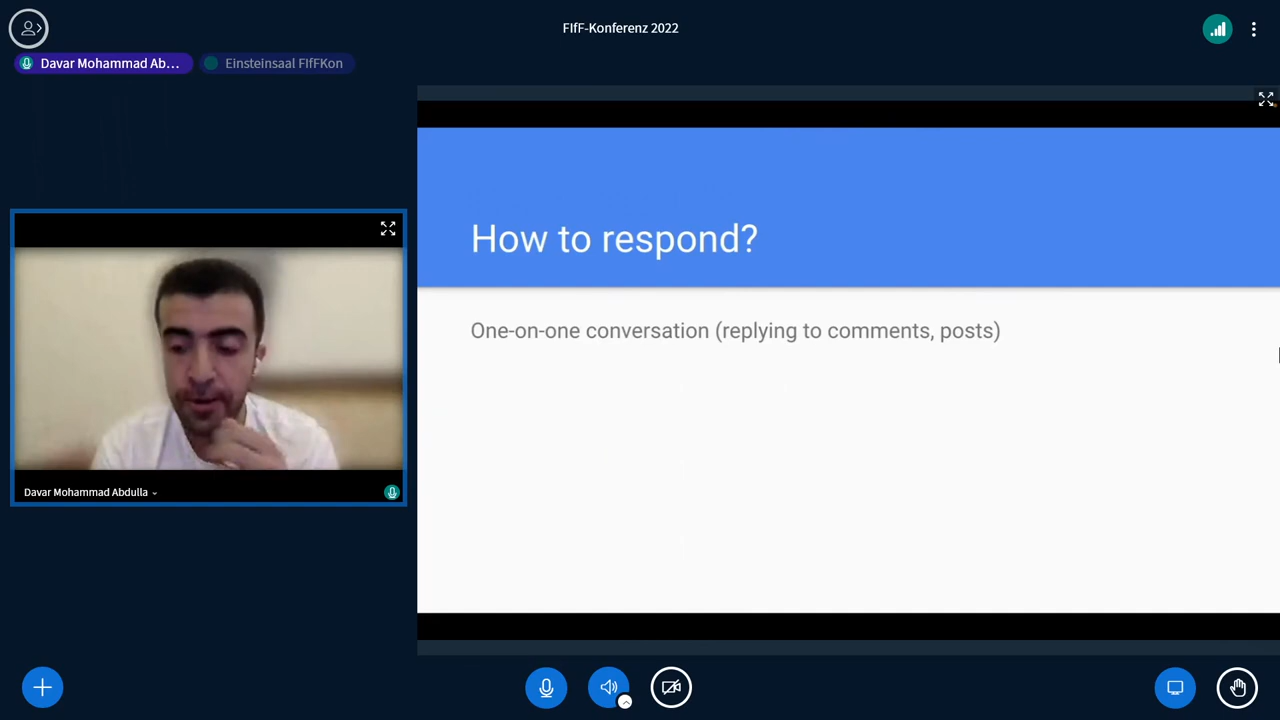 FIfF-Konferenz 2022
Davar Mohammad Ab...
Einsteinsaal FIfFKon
How to respond?
One-on-one conversation (replying to comments, posts)
Davar Mohammad Abdulla